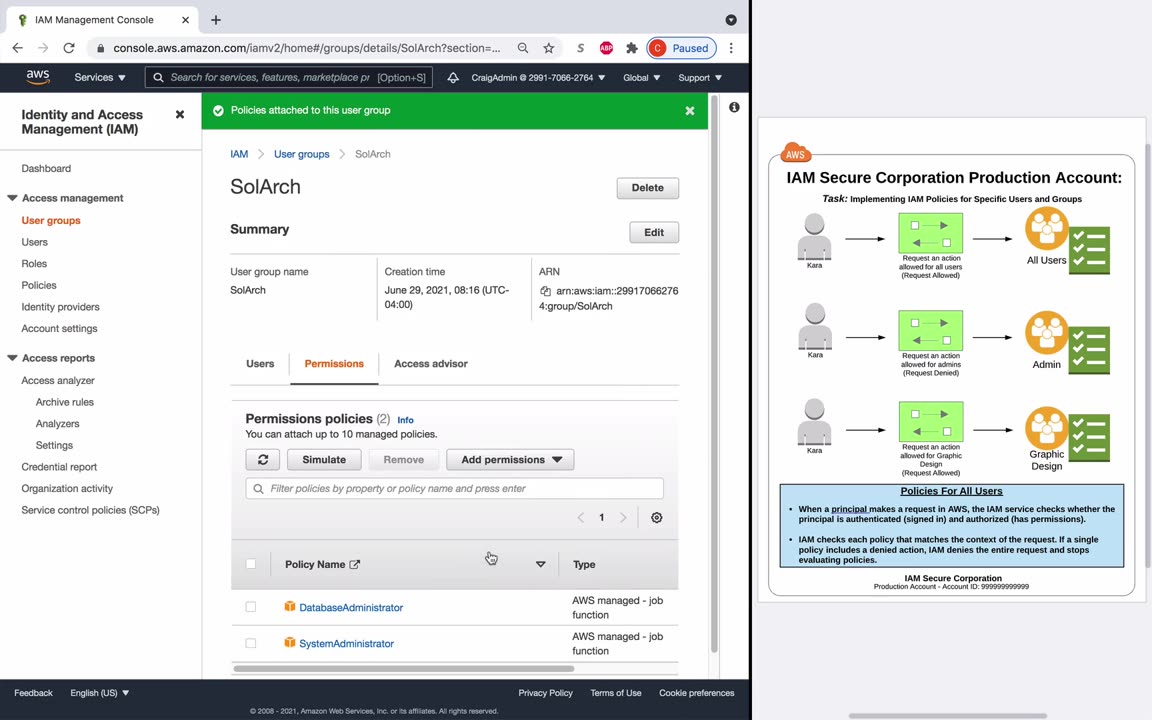 IAM Management Console
console.aws.amazon.com/iamv2/home#/groups/details/SolArch?section=...
S
ABP
C
Paused
aws
Services
Search for services, features, marketplace pr
[Option+S]
CraigAdmin @ 2991-7066-2764
Global
Support
Identity and Access
Management (IAM)
Dashboard
Access management
User groups
Users
Roles
Policies
Identity providers
Account settings
Access reports
Access analyzer
Archive rules
Analyzers
Settings
Credential report
Organization activity
Service control policies (SCPs)
Policies attached to this user group
IAM
User groups
SolArch
SolArch
Delete
Summary
Edit
User group name
SolArch
Creation time
June 29, 2021, 08:16 (UTC-
04:00)
ARN
arn:aws:iam::29917066276
4:group/SolArch
Users
Permissions
Access advisor
Permissions policies (2)
Info
You can attach up to 10 managed policies.
Simulate
Remove
Add permissions
Filter policies by property or policy name and press enter
1
Policy Name
Type
DatabaseAdministrator
AWS managed - job
function
SystemAdministrator
AWS managed - job
function
Feedback
English (US)
Privacy Policy
Terms of Use
Cookie preferences
© 2008 - 2021, Amazon Web Services, Inc. or its affiliates. All rights reserved.
AWS
IAM Secure Corporation Production Account:
Task: Implementing IAM Policies for Specific Users and Groups
Kara
Request an action
allowed for all users
(Request Allowed)
All Users
Kara
Request an action
allowed for admins
(Request Denied)
Admin
Kara
Request an action
allowed for Graphic
Design
(Request Allowed)
Graphic
Design
Policies For All Users
• When a principal makes a request in AWS, the IAM service checks whether the
principal is authenticated (signed in) and authorized (has permissions).
• IAM checks each policy that matches the context of the request. If a single
policy includes a denied action, IAM denies the entire request and stops
evaluating policies.
IAM Secure Corporation
Production Account - Account ID: 999999999999